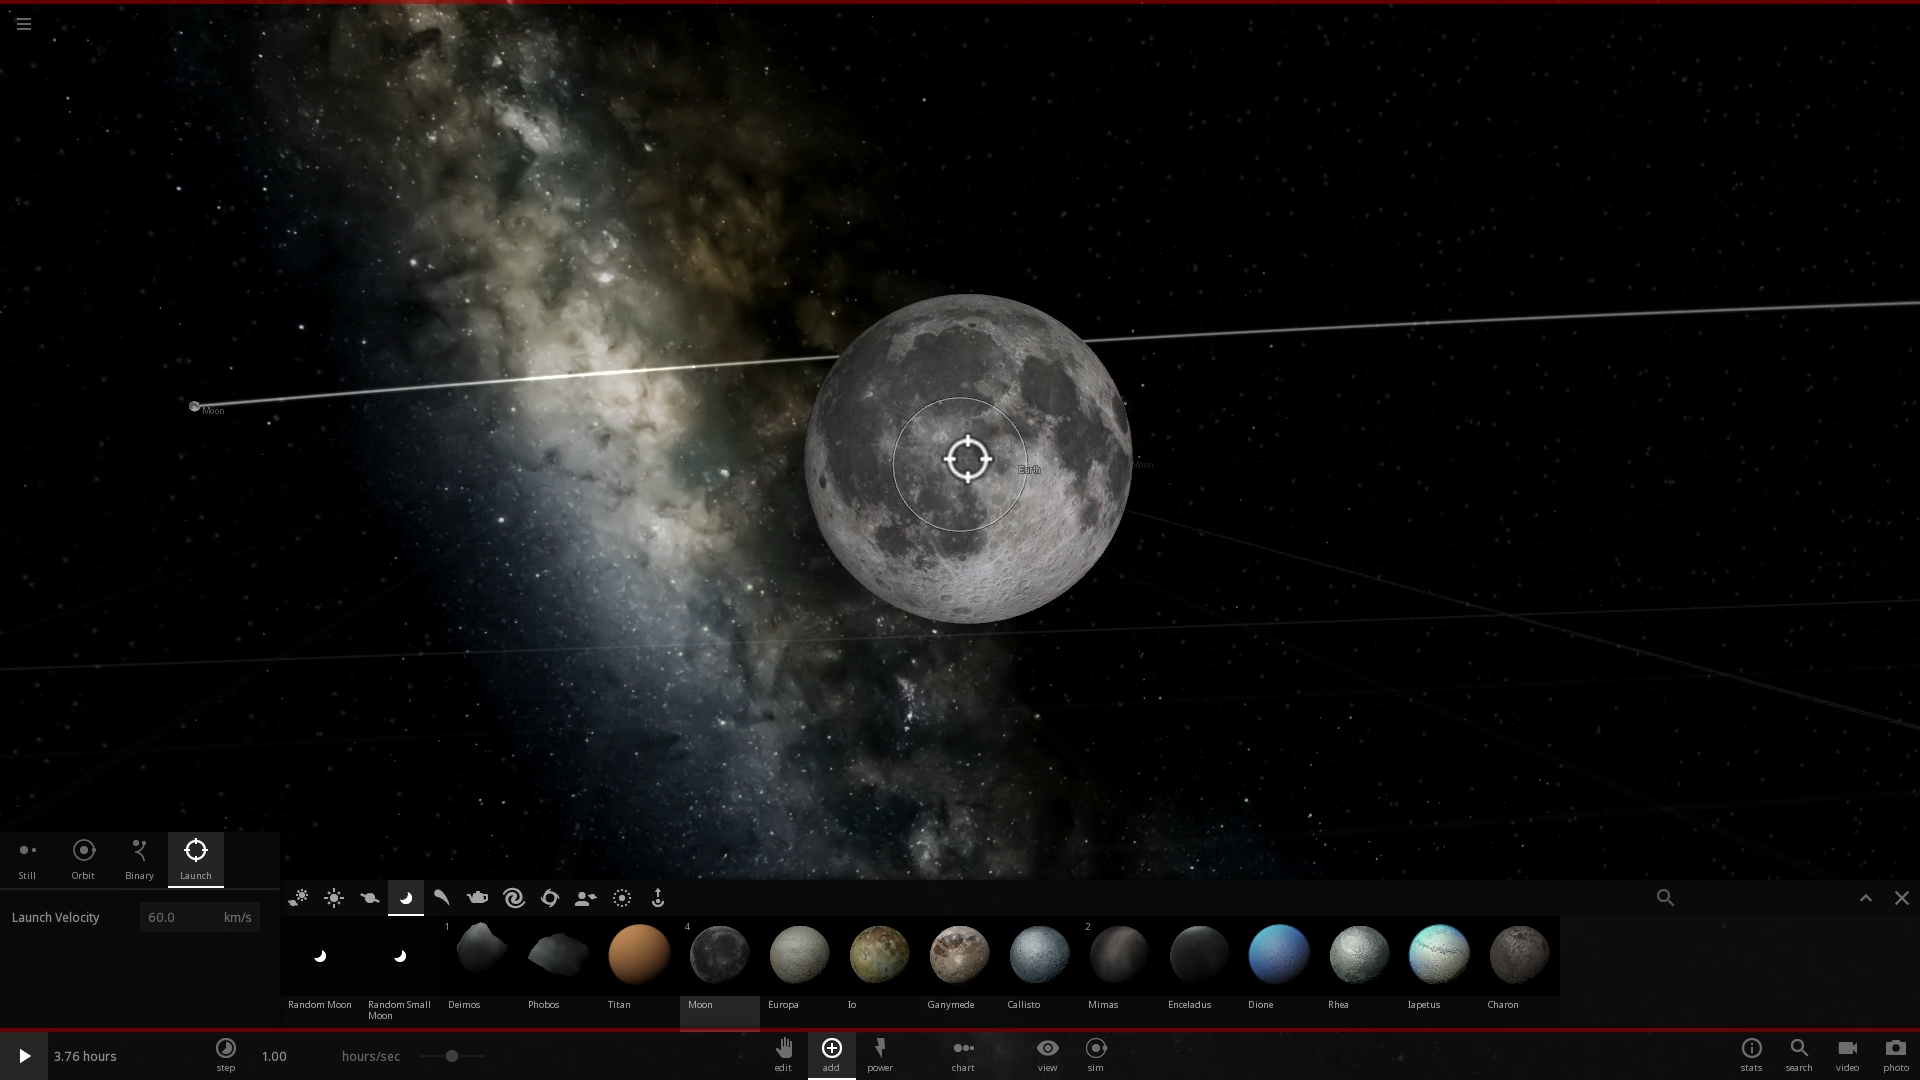 Moon
Earth
Moon
Still
Orbit
Binary
Launch
Launch Velocity
60.0
km/s
1
4
2
Random Moon
Random Small
Moon
Deimos
Phobos
Titan
Moon
Europa
Io
Ganymede
Callisto
Mimas
Enceladus
Dione
Rhea
Iapetus
Charon
3.76 hours
step
1.00
hours/sec
edit
add
power
chart
view
sim
stats
search
video
photo